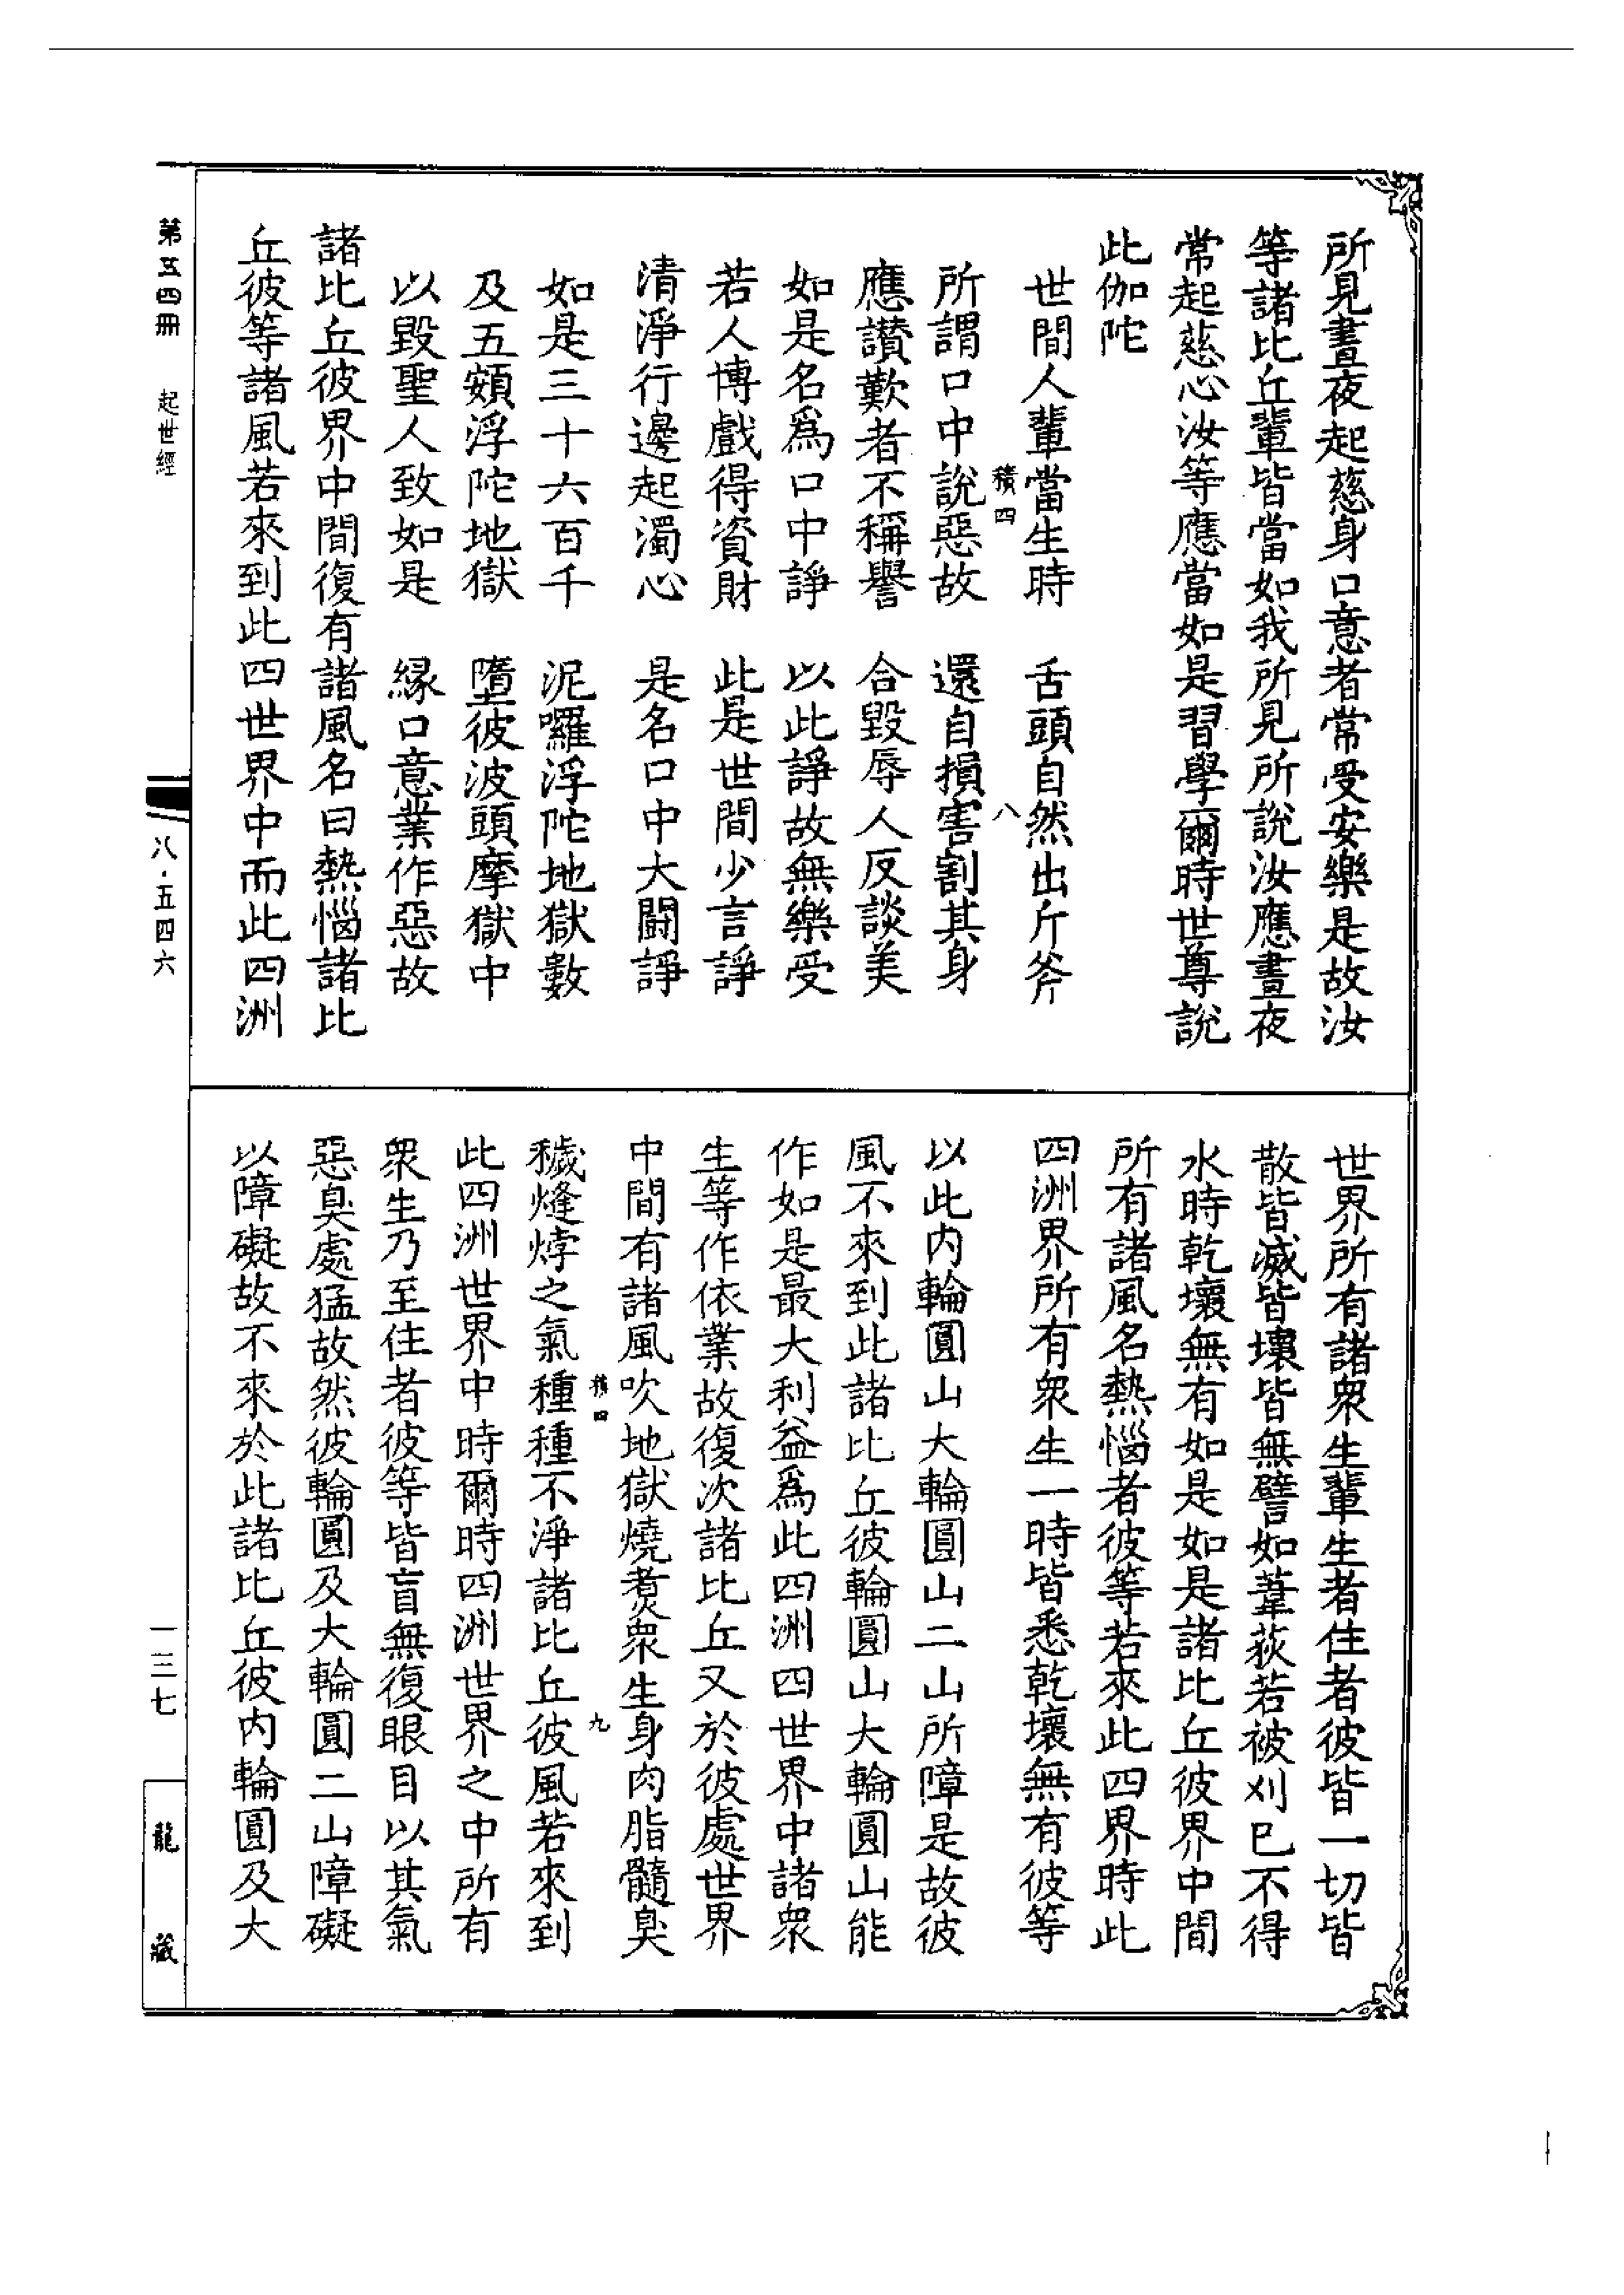 所見晝夜起慈身口意者常受安樂是故汝
等諸比丘輩皆當如我所見所說汝應晝夜
常起慈心汝等應當如是習學爾時世尊說
此伽陀
世間人輩當生時　舌頭自然出斤斧
積四　八
所謂口中說惡故　還自損害割其身
應讚歎者不稱譽　合毀辱人反談美
如是名爲口中諍　以此諍故無樂受
若人博戲得資財　此是世間少言諍
清淨行邊起濁心　是名口中大鬬諍
如是三十六百千　泥囉浮陀地獄數
及五頞浮陀地獄　墮彼波頭摩獄中
以毀聖人致如是　緣口意業作惡故
諸比丘彼界中間復有諸風名曰熱惱諸比
丘彼等諸風若來到此四世界中而此四洲
世界所有諸衆生輩生者住者彼皆一切皆
散皆滅皆壞皆無譬如葦荻若被刈已不得
水時乾壞無有如是如是諸比丘彼界中間
所有諸風名熱惱者彼等若來此四界時此
四洲界所有衆生一時皆悉乾壞無有彼等
以此內輪圓山大輪圓山二山所障是故彼
風不來到此諸比丘彼輪圓山大輪圓山能
作如是最大利益爲此四洲四世界中諸衆
生等作依業故復次諸比丘又於彼處世界
中間有諸風吹地獄燒煑衆生身肉脂髓臭
積四　九
穢熢㶿之氣種種不淨諸比丘彼風若來到
此四洲世界中時爾時四洲世界之中所有
衆生乃至住者彼等皆盲無復眼目以其氣
惡臭處猛故然彼輪圓及大輪圓二山障礙
以障礙故不來於此諸比丘彼內輪圓及大
第五四冊　起世經
八·五四六
一三七
龍藏